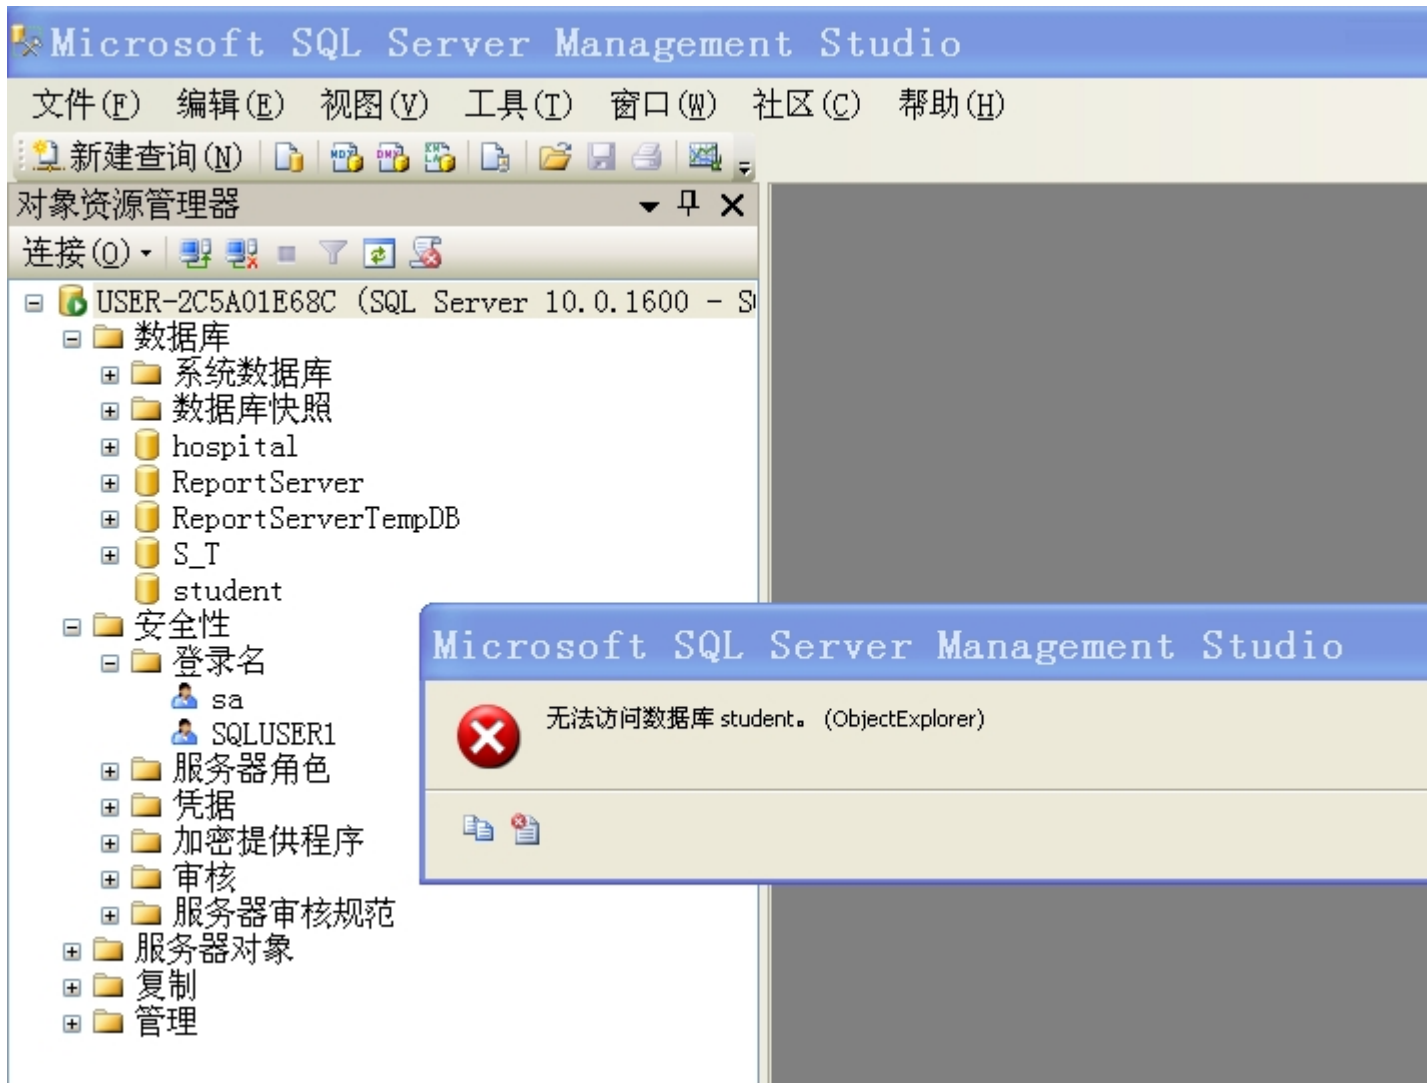 Microsoft SQL Server Management Studio
文件(F) 编辑(E) 视图(V) 工具(T) 窗口(W) 社区(C) 帮助(H)
新建查询(N)
对象资源管理器
连接(O)
USER-2C5A01E68C (SQL Server 10.0.1600 - S
数据库
系统数据库
数据库快照
hospital
ReportServer
ReportServerTempDB
S_T
student
安全性
登录名
sa
SQLUSER1
服务器角色
凭据
加密提供程序
审核
服务器审核规范
服务器对象
复制
管理
Microsoft SQL Server Management Studio
无法访问数据库 student。 (ObjectExplorer)